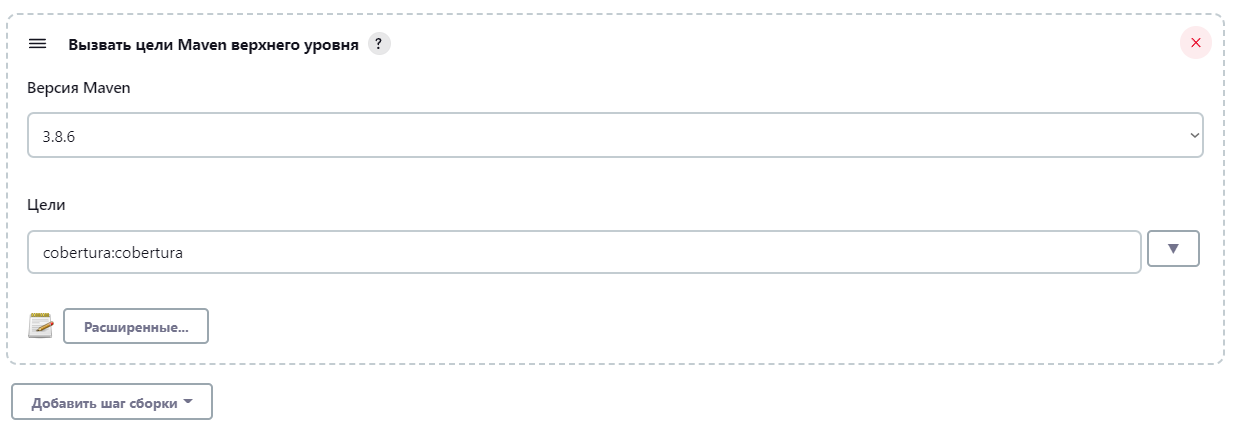 Вызвать цели Maven верхнего уровня ?
Версия Maven
3.8.6
Цели
cobertura:cobertura
Расширенные...
Добавить шаг сборки